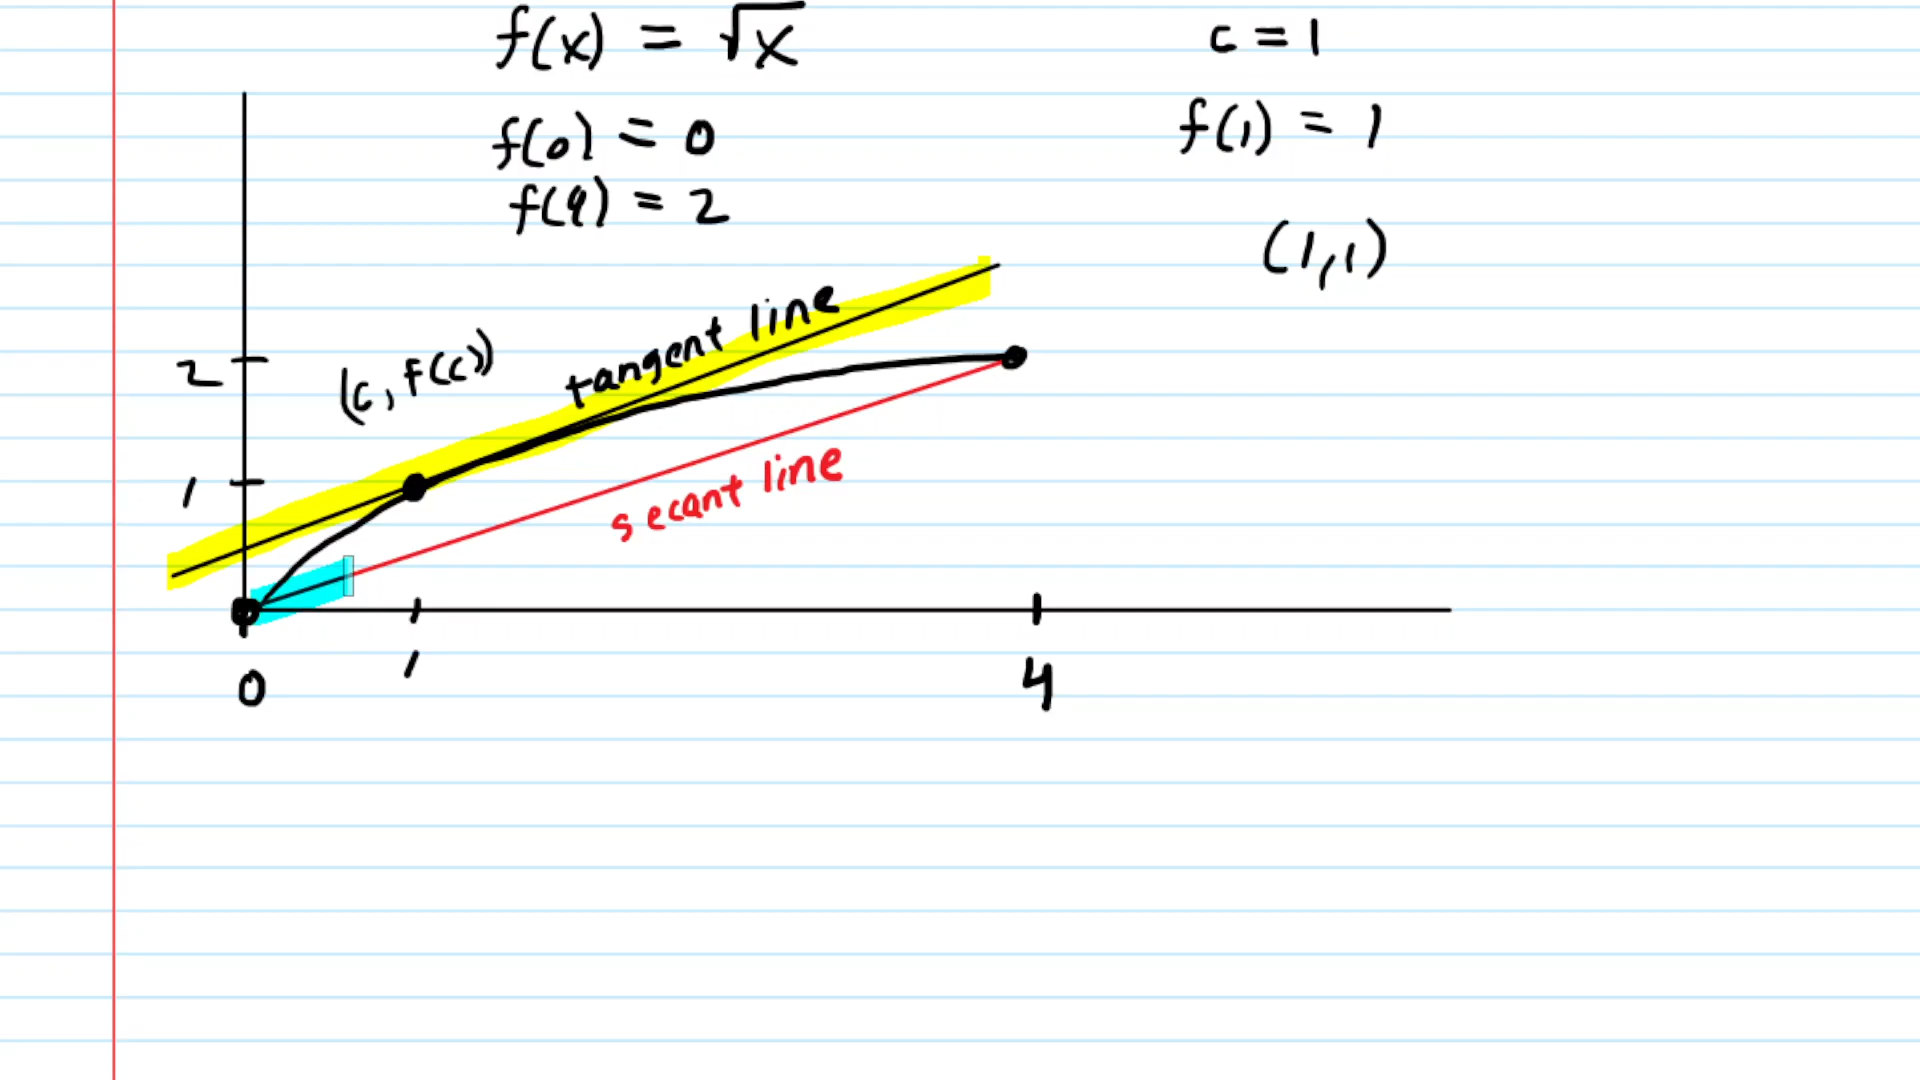 f(x) = √x
c = 1
f(0) = 0
f(1) = 1
f(4) = 2
(1,1)
tangent line
(c, f(c))
2
1
secant line
0
1
4